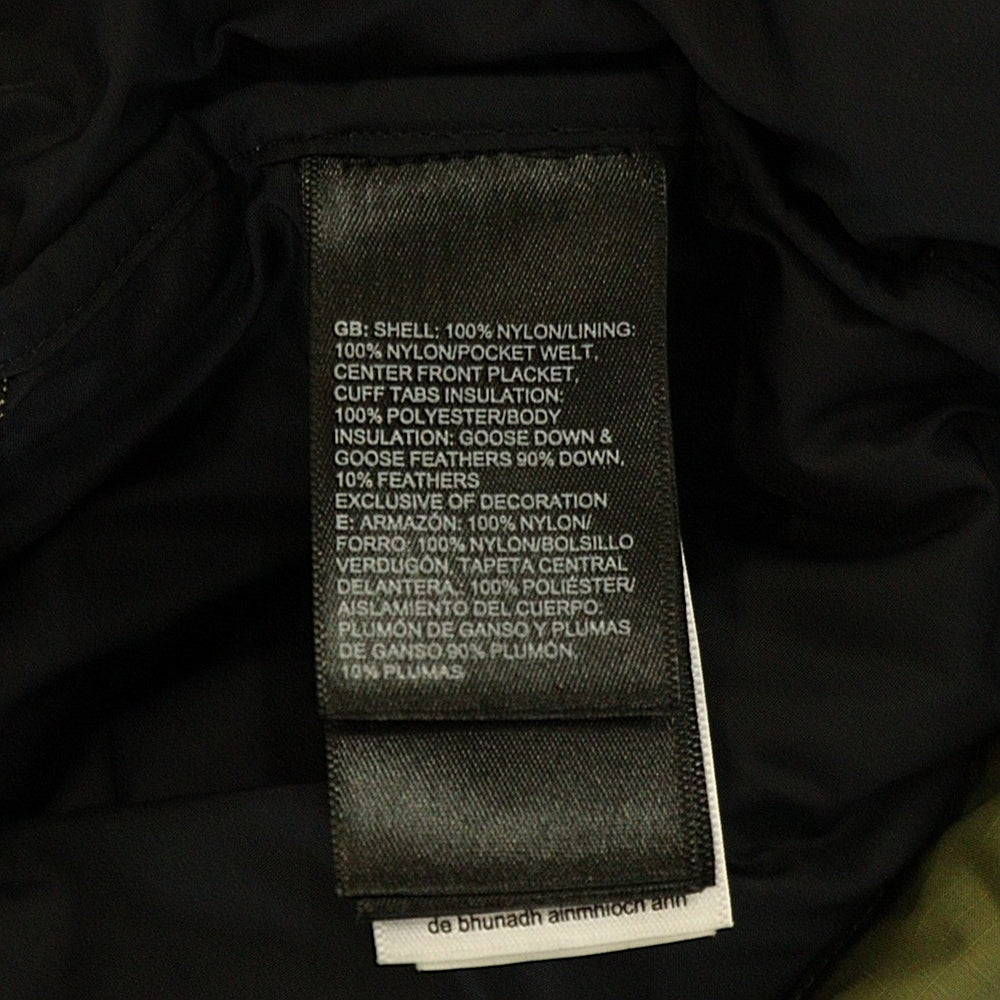 GB: SHELL: 100% NYLON/LINING:
100% NYLON/POCKET WELT,
CENTER FRONT PLACKET,
CUFF TABS INSULATION:
100% POLYESTER/BODY
INSULATION: GOOSE DOWN &
GOOSE FEATHERS 90% DOWN,
10% FEATHERS
EXCLUSIVE OF DECORATION
E: ARMAZÓN: 100% NYLON/
FORRO: 100% NYLON/BOLSILLO
VERDUGÓN, TAPETA CENTRAL
DELANTERA,: 100% POLIÉSTER/
AISLAMIENTO DEL CUERPO:
PLUMÓN DE GANSO Y PLUMAS
DE GANSO 90% PLUMÓN,
10% PLUMAS
de bhunadh ainmhíoch ann